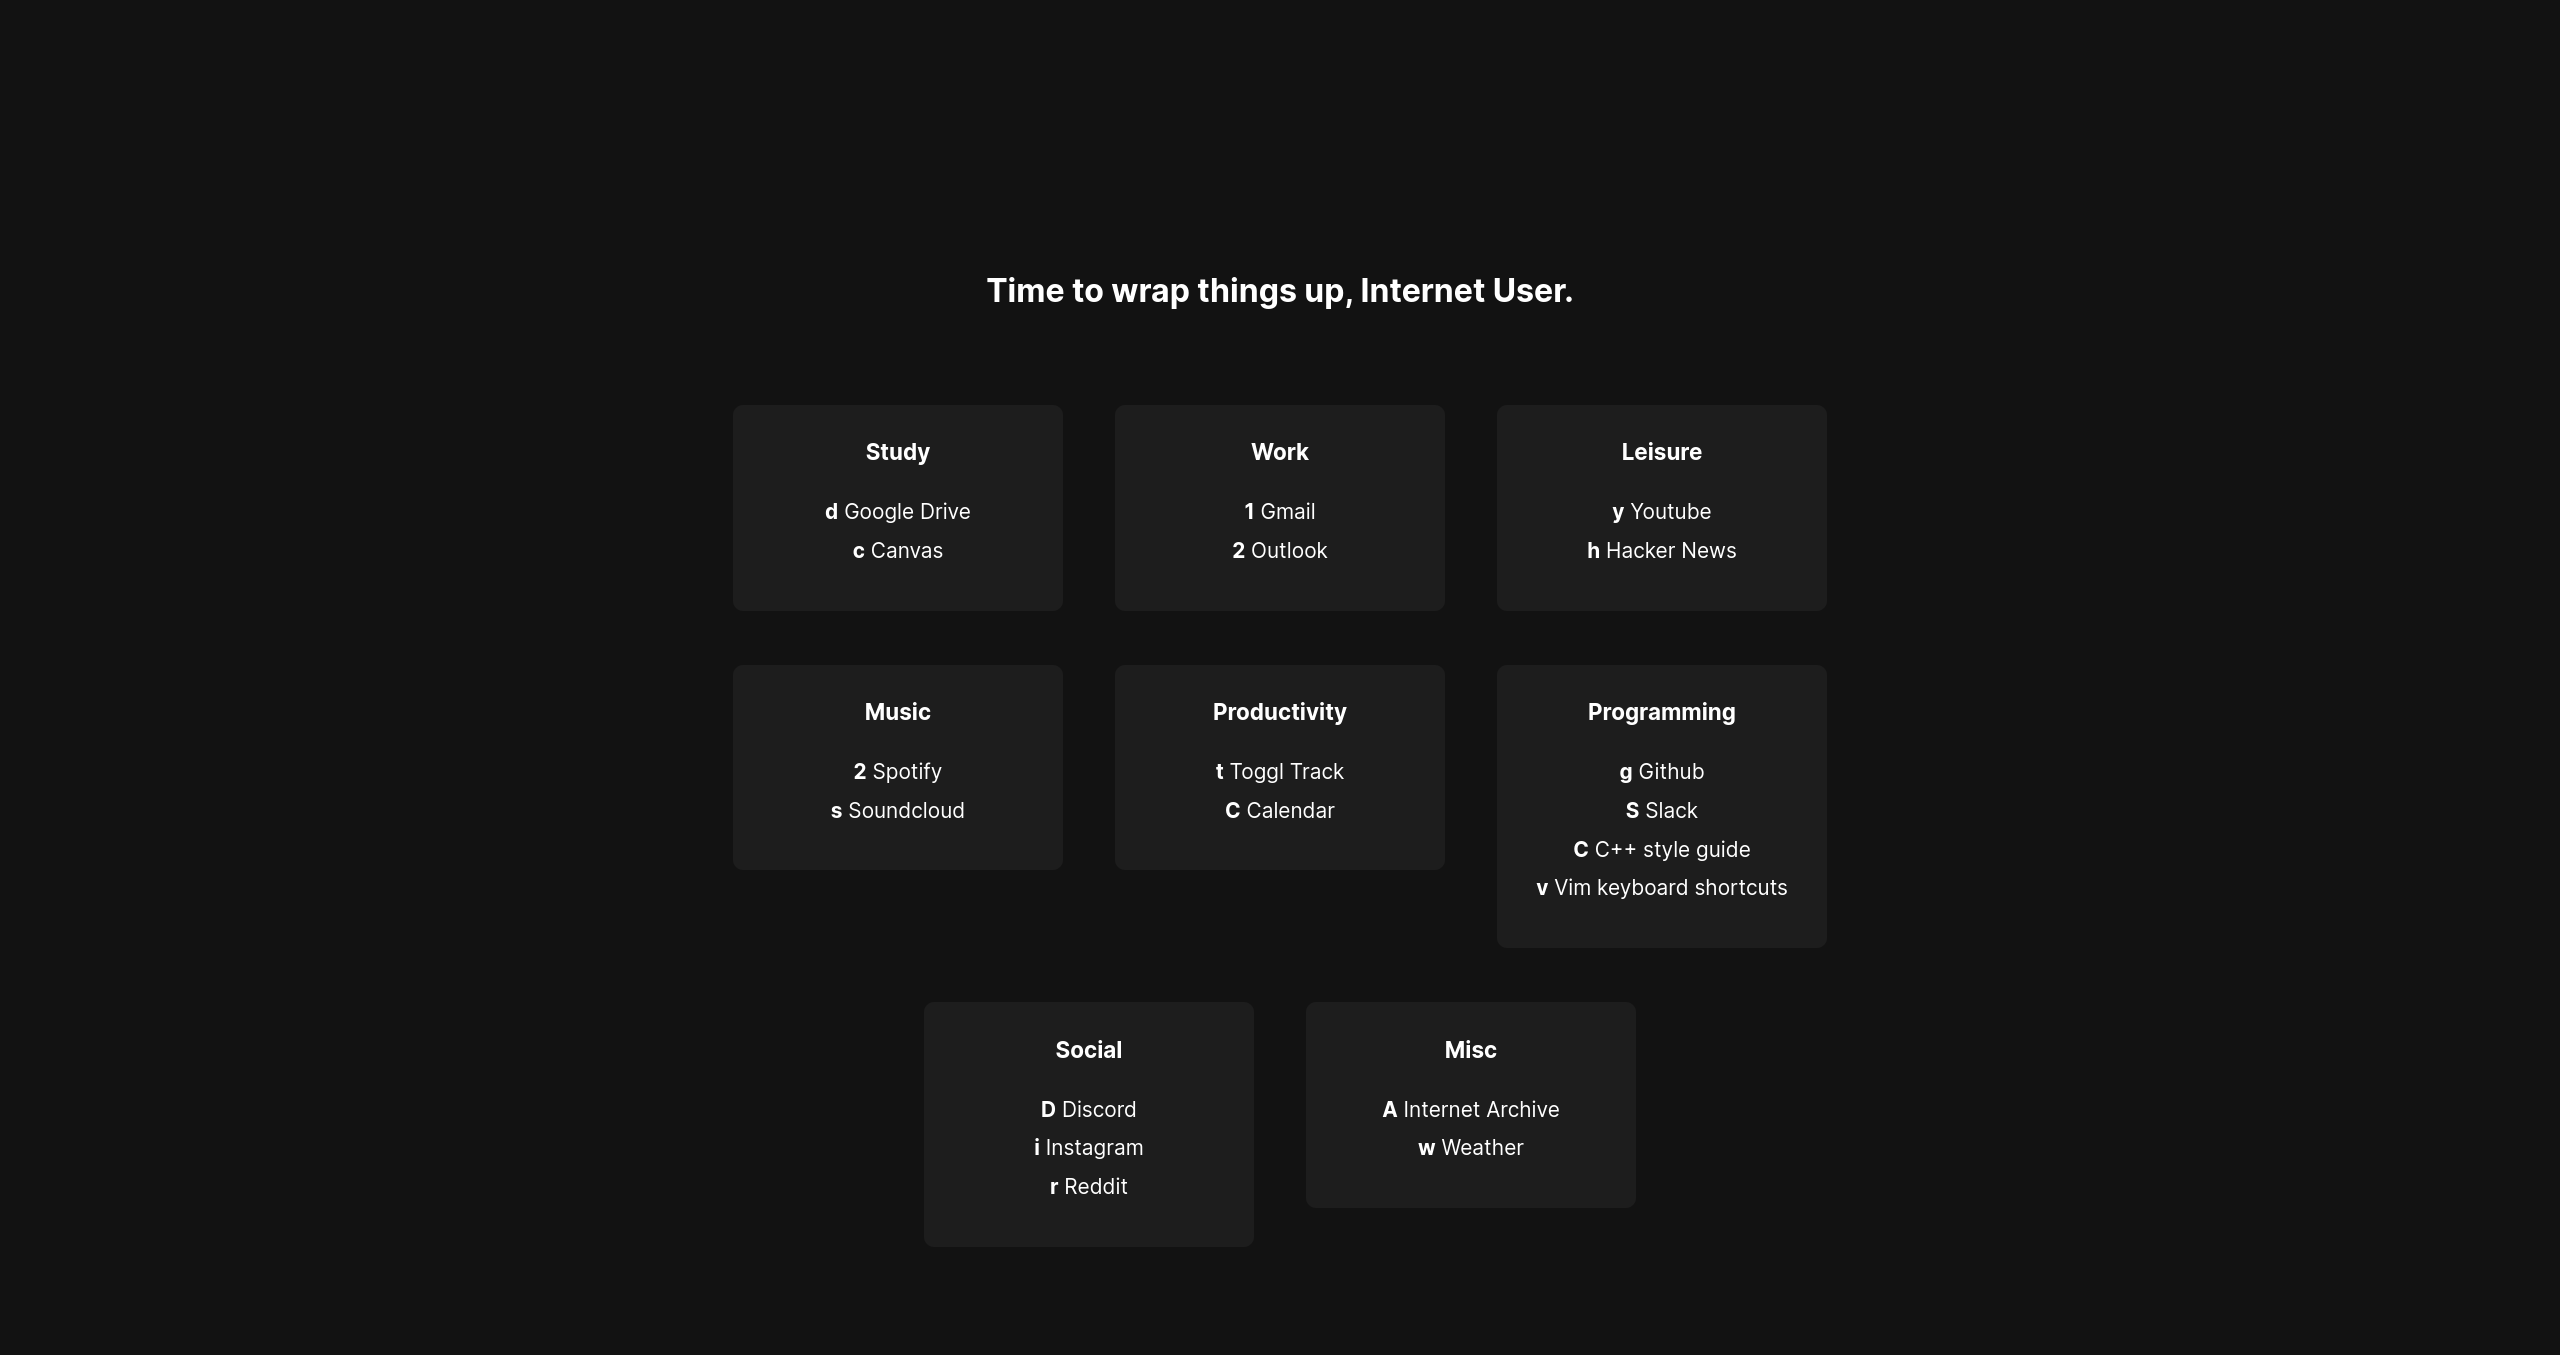 Time to wrap things up, Internet User.
Study
d Google Drive
c Canvas
Work
1 Gmail
2 Outlook
Leisure
y Youtube
h Hacker News
Music
2 Spotify
s Soundcloud
Productivity
t Toggl Track
C Calendar
Programming
g Github
S Slack
C C++ style guide
v Vim keyboard shortcuts
Social
D Discord
i Instagram
r Reddit
Misc
A Internet Archive
w Weather